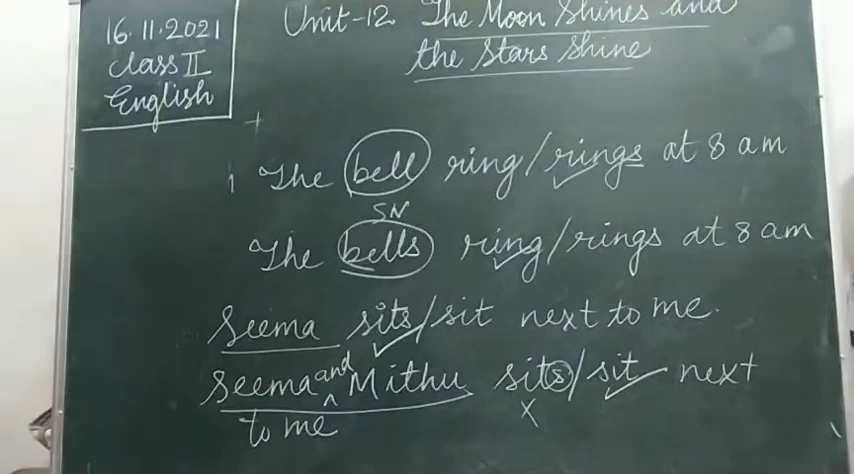 16.11.2021
Class II
English
Unit-12. The Moon Shines and
the Stars Shine
1 The bell ring/rings at 8 am
SN
The bells ring/rings at 8 am
Seema sits/sit next to me.
Seema and Mithu sits/sit next
to me